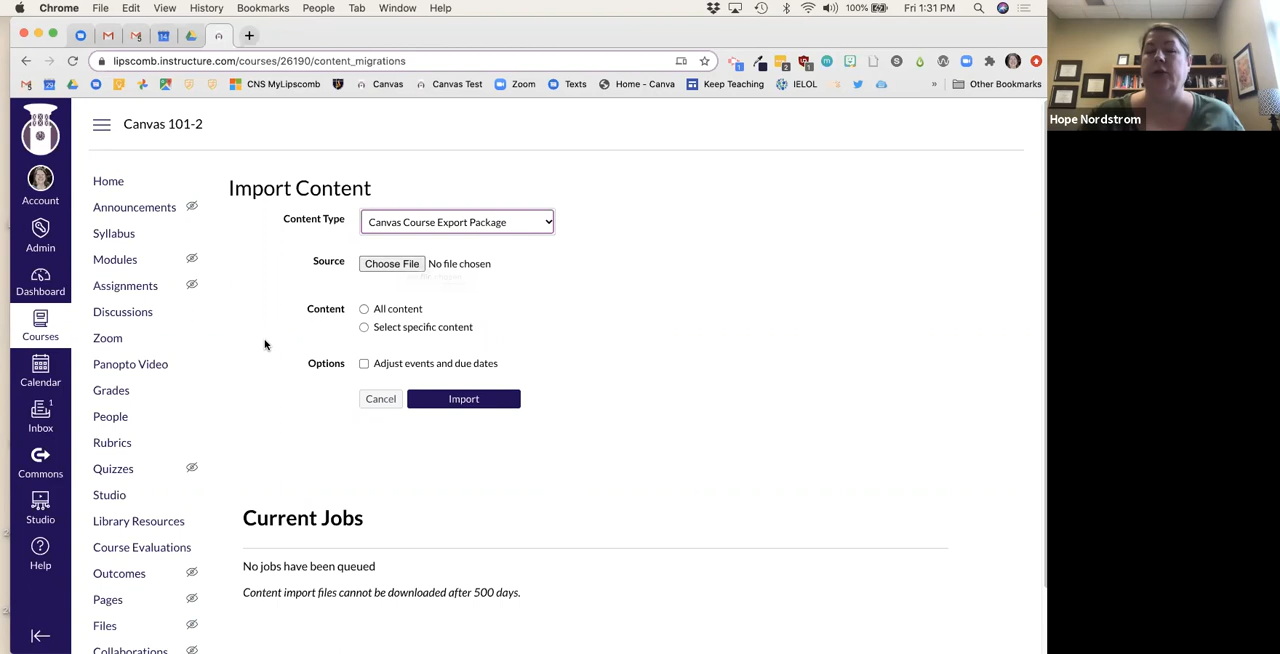 Chrome File Edit View History Bookmarks People Tab Window Help
100% Fri 1:31 PM
lipscomb.instructure.com/courses/26190/content_migrations
CNS MyLipscomb Canvas Canvas Test Zoom Texts Home - Canva Keep Teaching IELOL » Other Bookmarks
Hope Nordstrom
Canvas 101-2
Account
Admin
Dashboard
Courses
Calendar
1
Inbox
Commons
Studio
Help
Home
Announcements
Syllabus
Modules
Assignments
Discussions
Zoom
Panopto Video
Grades
People
Rubrics
Quizzes
Studio
Library Resources
Course Evaluations
Outcomes
Pages
Files
Collaborations
Import Content
Content Type Canvas Course Export Package
Source Choose File No file chosen
Content All content
Select specific content
Options Adjust events and due dates
Cancel Import
Current Jobs
No jobs have been queued
Content import files cannot be downloaded after 500 days.